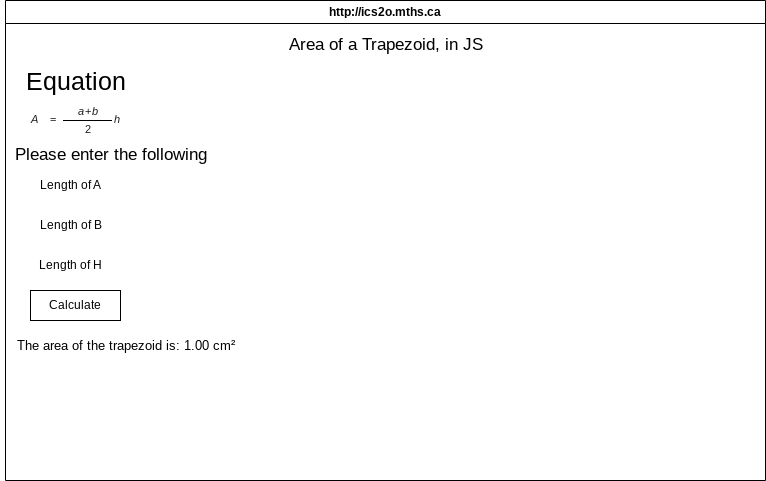 http://ics2o.mths.ca
Area of a Trapezoid, in JS
Equation
A = a+b
2 h
Please enter the following
Length of A
Length of B
Length of H
Calculate
The area of the trapezoid is: 1.00 cm²